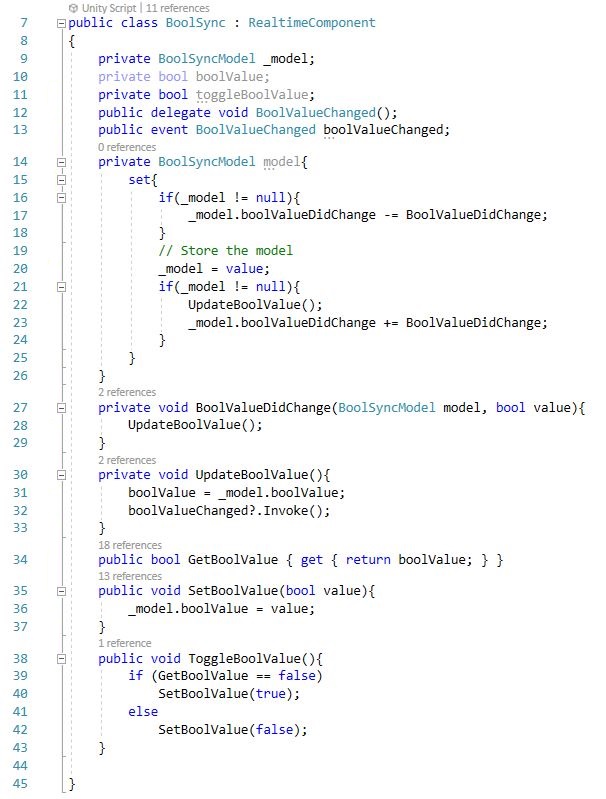 Unity Script | 11 references
7 public class BoolSync : RealtimeComponent
8 {
9 private BoolSyncModel _model;
10 private bool boolValue;
11 private bool toggleBoolValue;
12 public delegate void BoolValueChanged();
13 public event BoolValueChanged boolValueChanged;
0 references
14 private BoolSyncModel model{
15 set{
16 if(_model != null){
17 _model.boolValueDidChange -= BoolValueDidChange;
18 }
19 // Store the model
20 _model = value;
21 if(_model != null){
22 UpdateBoolValue();
23 _model.boolValueDidChange += BoolValueDidChange;
24 }
25 }
26 }
2 references
27 private void BoolValueDidChange(BoolSyncModel model, bool value){
28 UpdateBoolValue();
29 }
2 references
30 private void UpdateBoolValue(){
31 boolValue = _model.boolValue;
32 boolValueChanged?.Invoke();
33 }
18 references
34 public bool GetBoolValue { get { return boolValue; } }
13 references
35 public void SetBoolValue(bool value){
36 _model.boolValue = value;
37 }
1 reference
38 public void ToggleBoolValue(){
39 if (GetBoolValue == false)
40 SetBoolValue(true);
41 else
42 SetBoolValue(false);
43 }
44
45 }